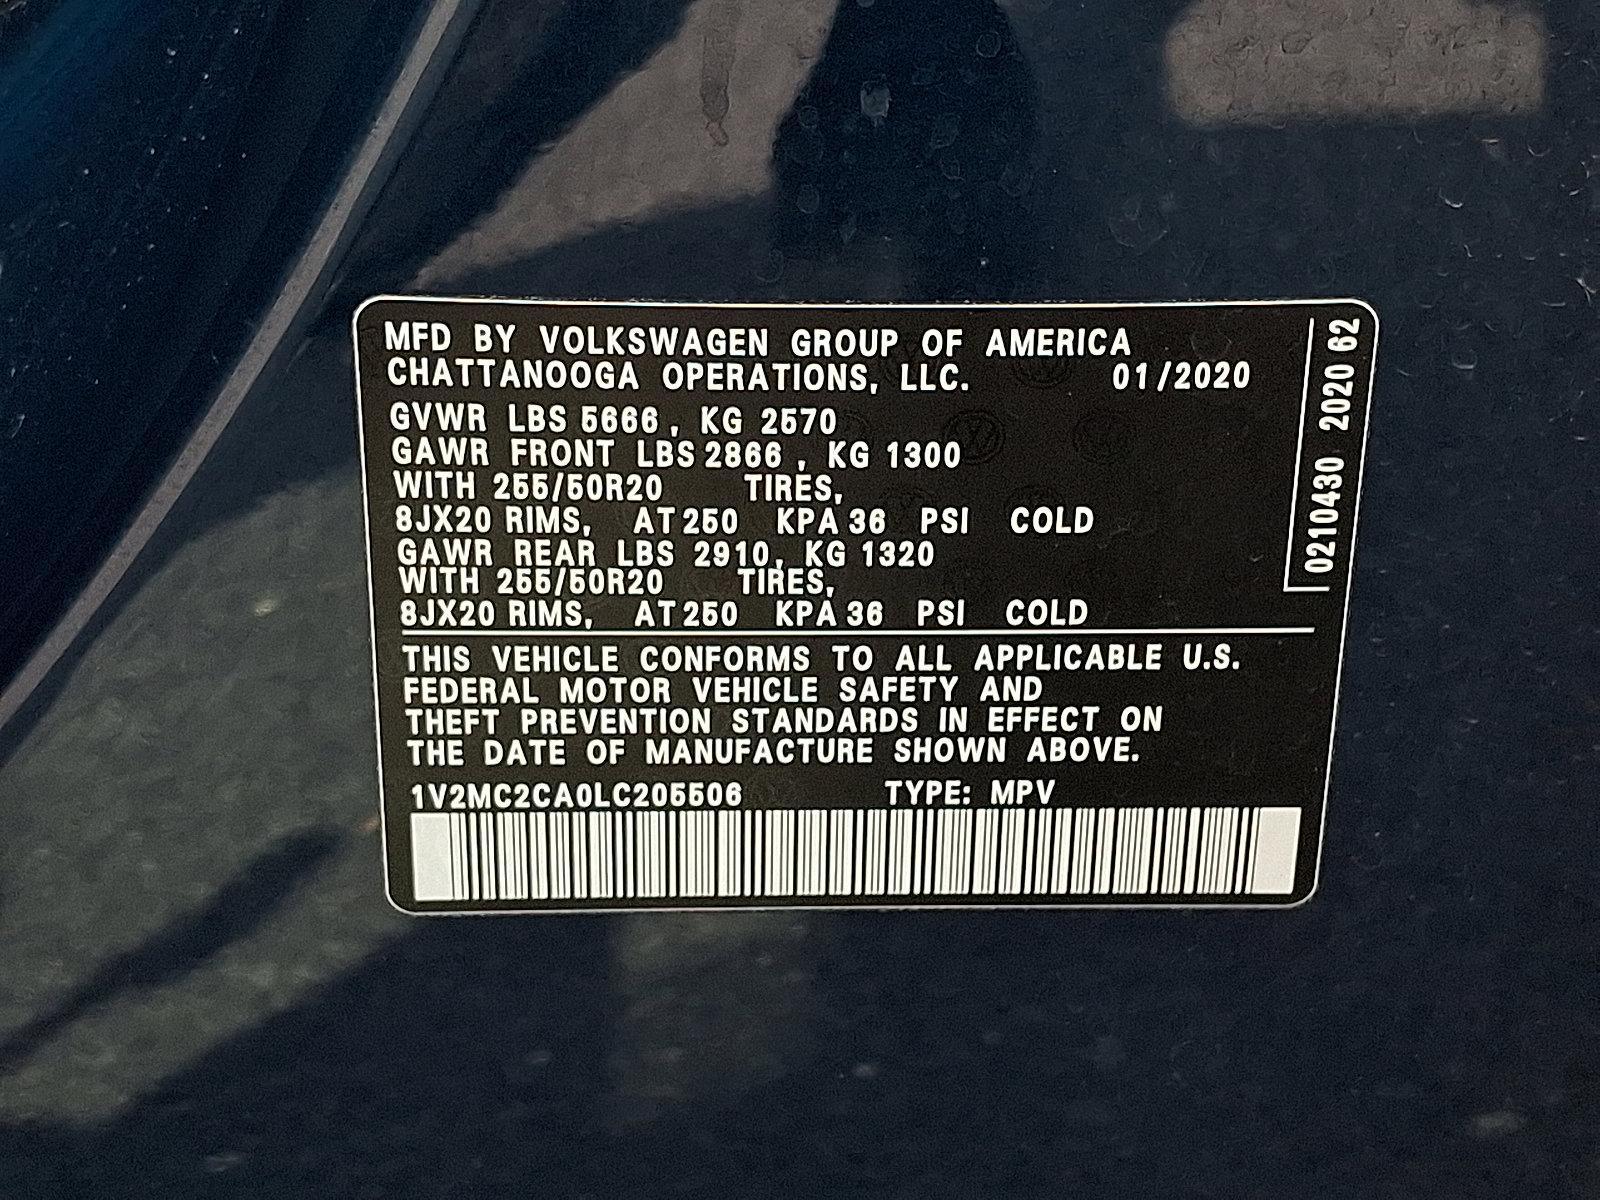 MFD BY VOLKSWAGEN GROUP OF AMERICA
CHATTANOOGA OPERATIONS, LLC. 01/2020
GVWR LBS 5666, KG 2570
GAWR FRONT LBS 2866, KG 1300
WITH 255/50R20 TIRES,
8JX20 RIMS, AT 250 KPA 36 PSI COLD
GAWR REAR LBS 2910, KG 1320
WITH 255/50R20 TIRES,
8JX20 RIMS, AT 250 KPA 36 PSI COLD
THIS VEHICLE CONFORMS TO ALL APPLICABLE U.S.
FEDERAL MOTOR VEHICLE SAFETY AND
THEFT PREVENTION STANDARDS IN EFFECT ON
THE DATE OF MANUFACTURE SHOWN ABOVE.
1V2MC2CA0LC205506 TYPE: MPV
0210430 2020 62